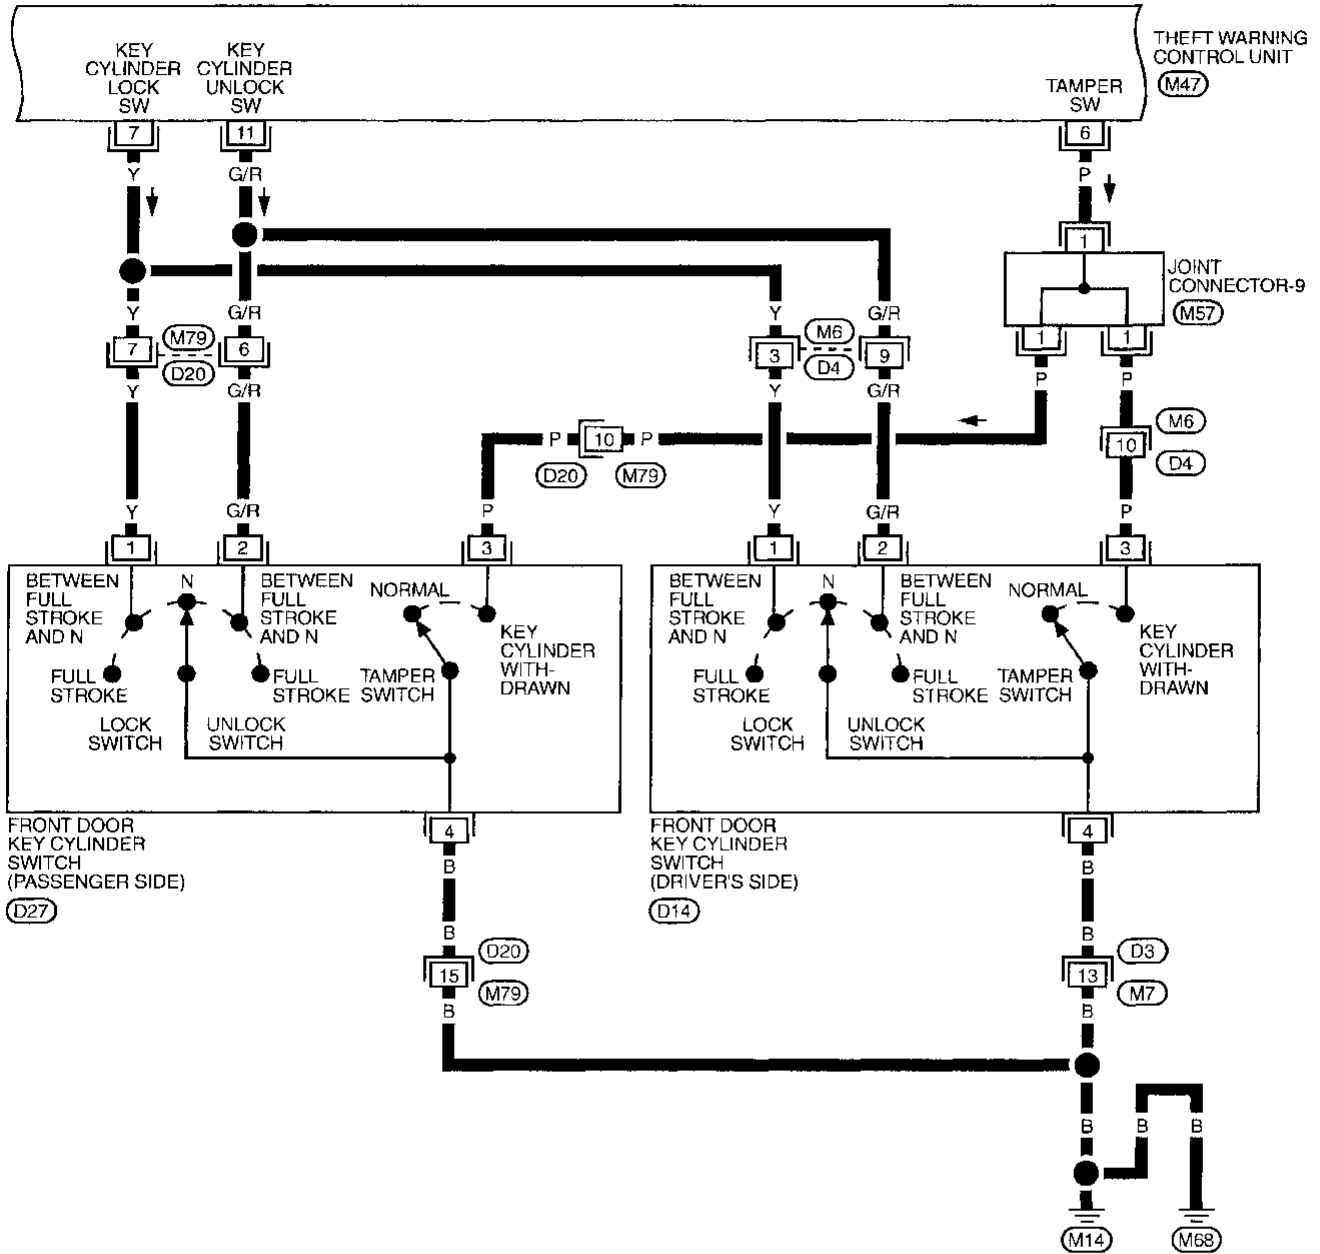 KEY
CYLINDER
LOCK
SW
KEY
CYLINDER
UNLOCK
SW
TAMPER
SW
THEFT WARNING
CONTROL UNIT
M47
7
11
6
Y
G/R
P
1
JOINT
CONNECTOR-9
M57
1
1
Y
G/R
Y
G/R
7
M79
D20
6
3
M6
D4
9
Y
G/R
Y
G/R
P
P
P
10
P
D20
M79
10
M6
D4
Y
G/R
P
Y
G/R
P
1
2
3
1
2
3
BETWEEN
FULL
STROKE
AND N
N
BETWEEN
FULL
STROKE
AND N
NORMAL
KEY
CYLINDER
WITH-
DRAWN
FULL
STROKE
FULL
STROKE
TAMPER
SWITCH
LOCK
SWITCH
UNLOCK
SWITCH
BETWEEN
FULL
STROKE
AND N
N
BETWEEN
FULL
STROKE
AND N
NORMAL
KEY
CYLINDER
WITH-
DRAWN
FULL
STROKE
FULL
STROKE
TAMPER
SWITCH
LOCK
SWITCH
UNLOCK
SWITCH
FRONT DOOR
KEY CYLINDER
SWITCH
(PASSENGER SIDE)
D27
4
FRONT DOOR
KEY CYLINDER
SWITCH
(DRIVER'S SIDE)
D14
4
B
B
B
B
15
D20
M79
13
D3
M7
B
B
B
B
B
M14
M68